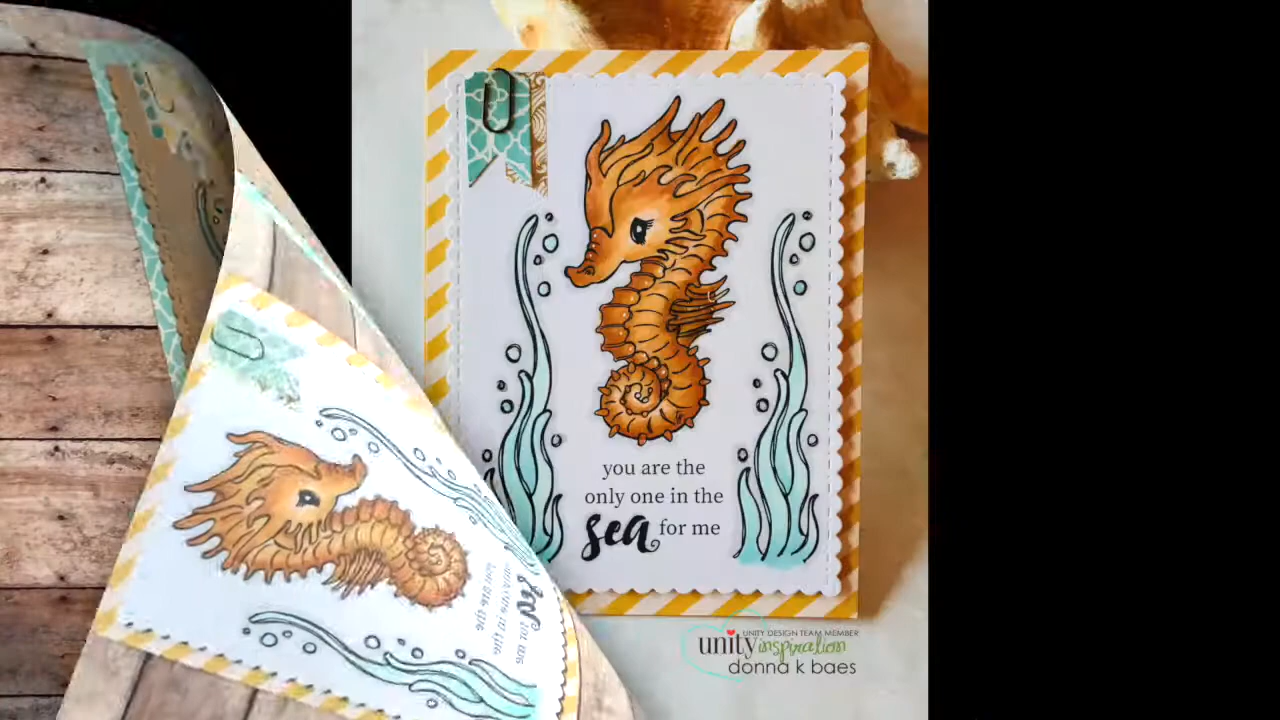 you are the
only one in the
sea for me
UNITY DESIGN TEAM MEMBER
unity inspiration
donna k baes